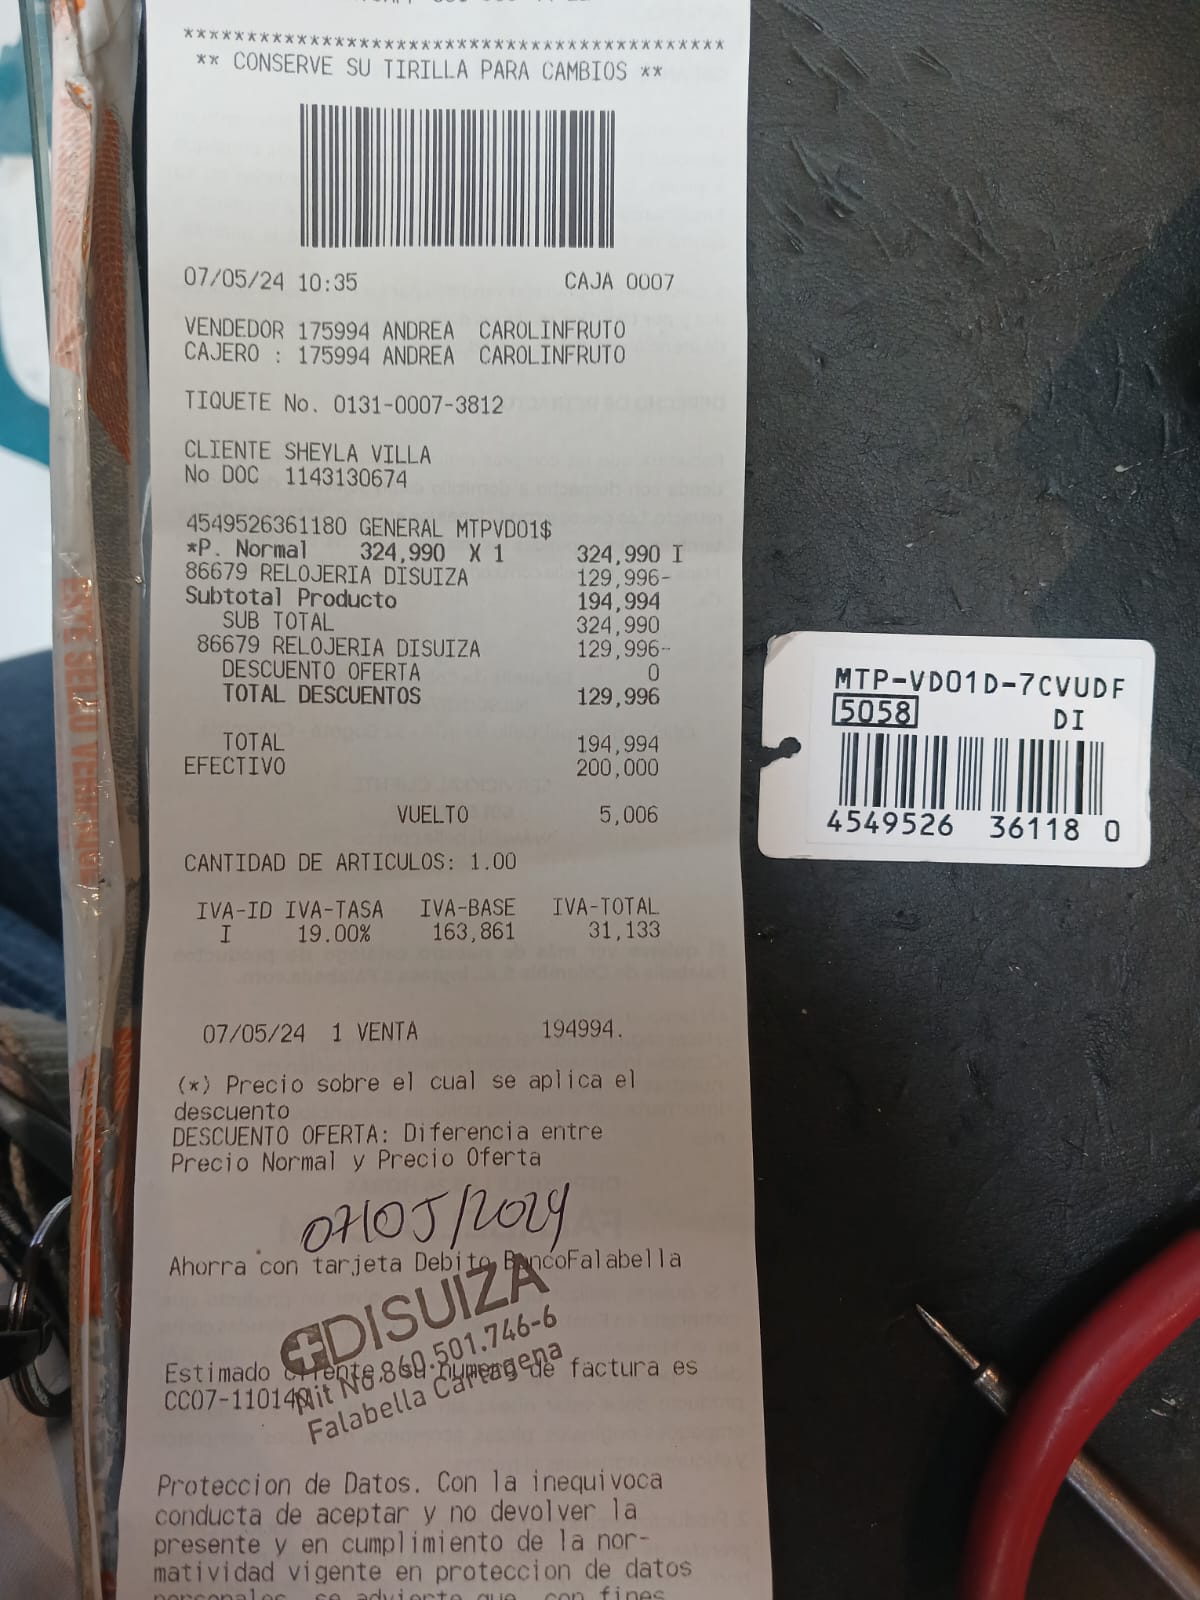 *******************************************
** CONSERVE SU TIRILLA PARA CAMBIOS **
07/05/24 10:35 CAJA 0007
VENDEDOR 175994 ANDREA CAROLINFRUTO
CAJERO : 175994 ANDREA CAROLINFRUTO
TIQUETE No. 0131-0007-3812
CLIENTE SHEYLA VILLA
No DOC 1143130674
4549526361180 GENERAL MTPVD01$
*P. Normal 324,990 X 1 324,990 I
86679 RELOJERIA DISUIZA 129,996-
Subtotal Producto 194,994
SUB TOTAL 324,990
86679 RELOJERIA DISUIZA 129,996-
DESCUENTO OFERTA 0
TOTAL DESCUENTOS 129,996
TOTAL 194,994
EFECTIVO 200,000
VUELTO 5,006
CANTIDAD DE ARTICULOS: 1.00
IVA-ID IVA-TASA IVA-BASE IVA-TOTAL
I 19.00% 163,861 31,133
07/05/24 1 VENTA 194994.
(*) Precio sobre el cual se aplica el
descuento
DESCUENTO OFERTA: Diferencia entre
Precio Normal y Precio Oferta
07/05/2024
Ahorra con tarjeta Debito BancoFalabella
DISUIZA
Nit No.860.501.746-6
Falabella Cartagena
Estimado cliente su numero de factura es
CC07-110140
Proteccion de Datos. Con la inequivoca
conducta de aceptar y no devolver la
presente y en cumplimiento de la nor-
matividad vigente en proteccion de datos
personales, se advierte que, con fines
MTP-VD01D-7CVUDF
5058 DI
4549526 36118 0
ESTE SELLO